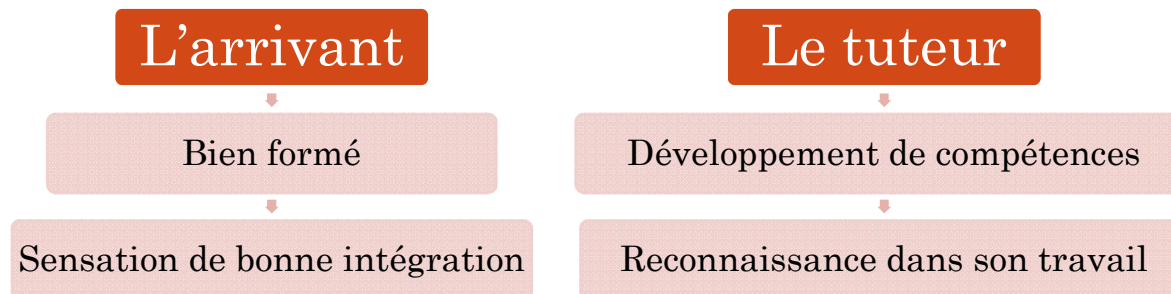 L’arrivant
Bien formé
Sensation de bonne intégration
Le tuteur
Développement de compétences
Reconnaissance dans son travail